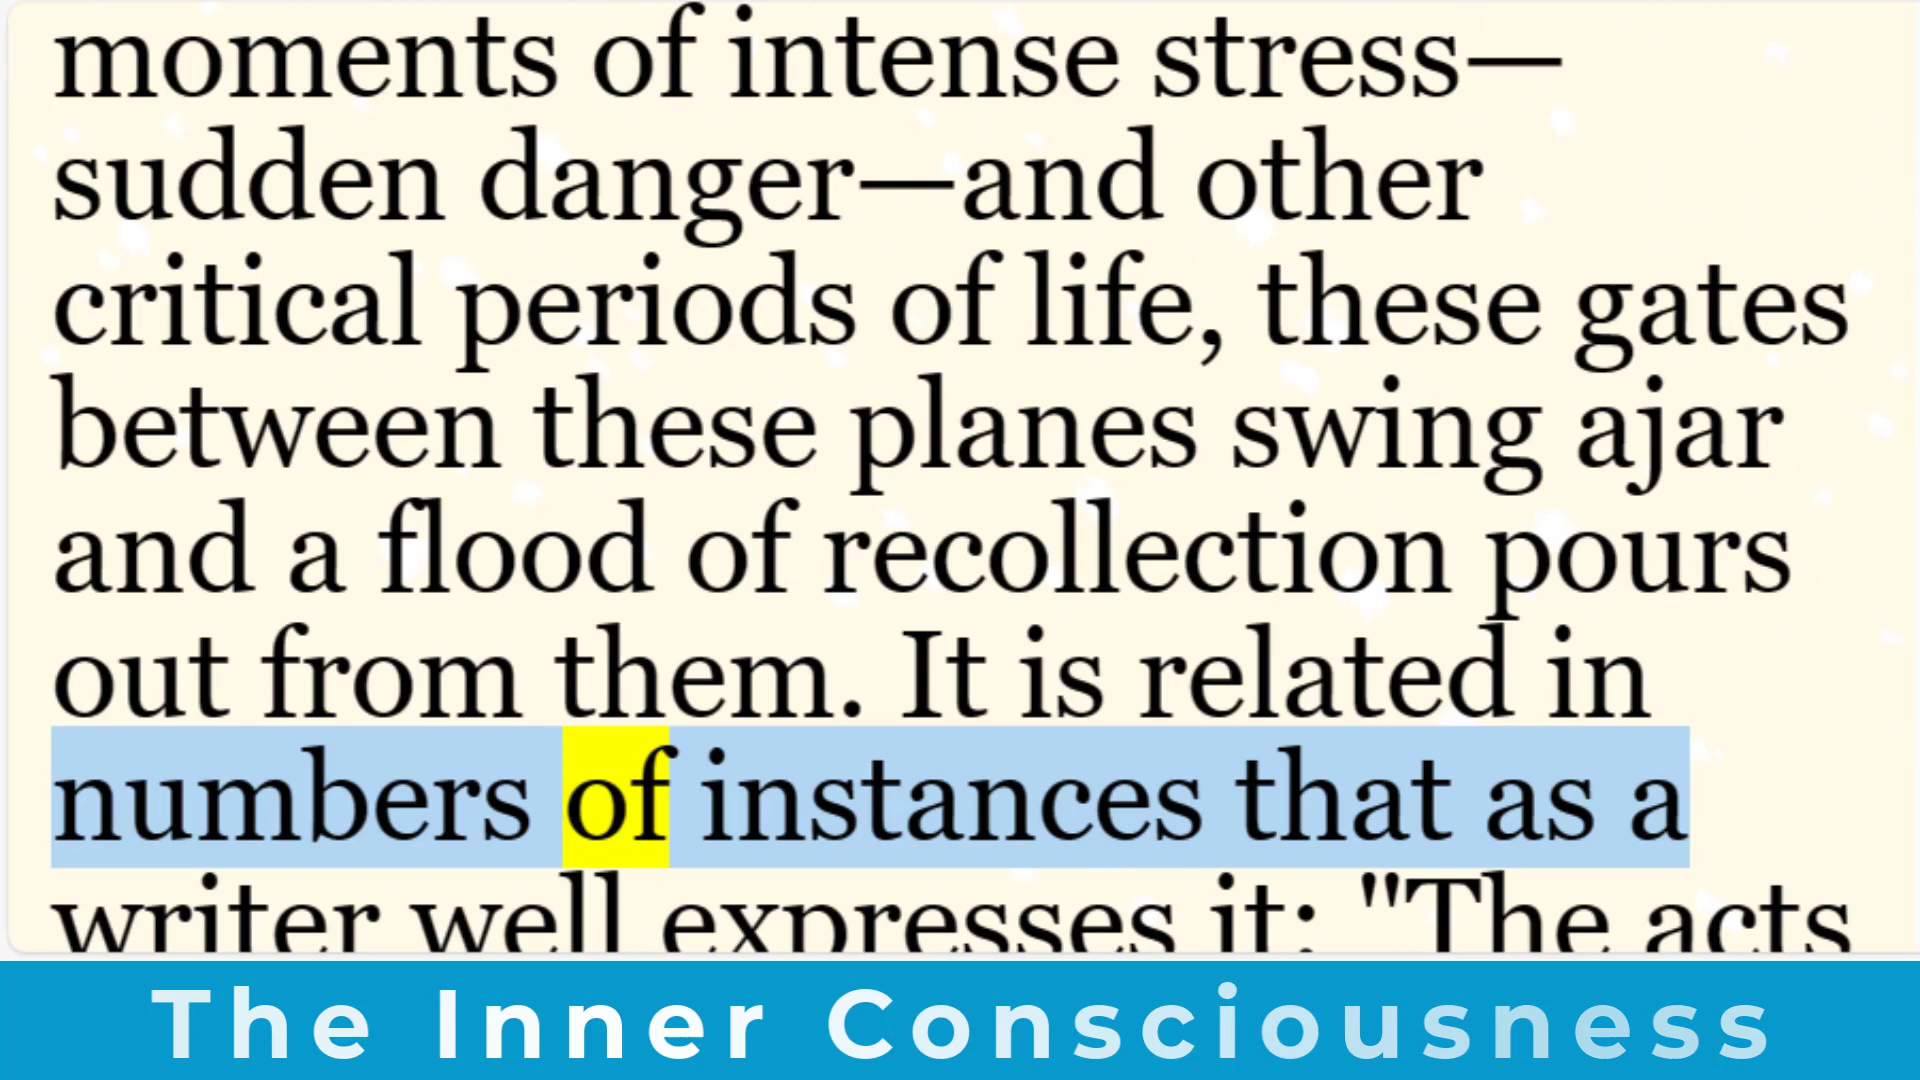 moments of intense stress—
sudden danger—and other
critical periods of life, these gates
between these planes swing ajar
and a flood of recollection pours
out from them. It is related in
numbers of instances that as a
writer well expresses it: "The acts
The Inner Consciousness